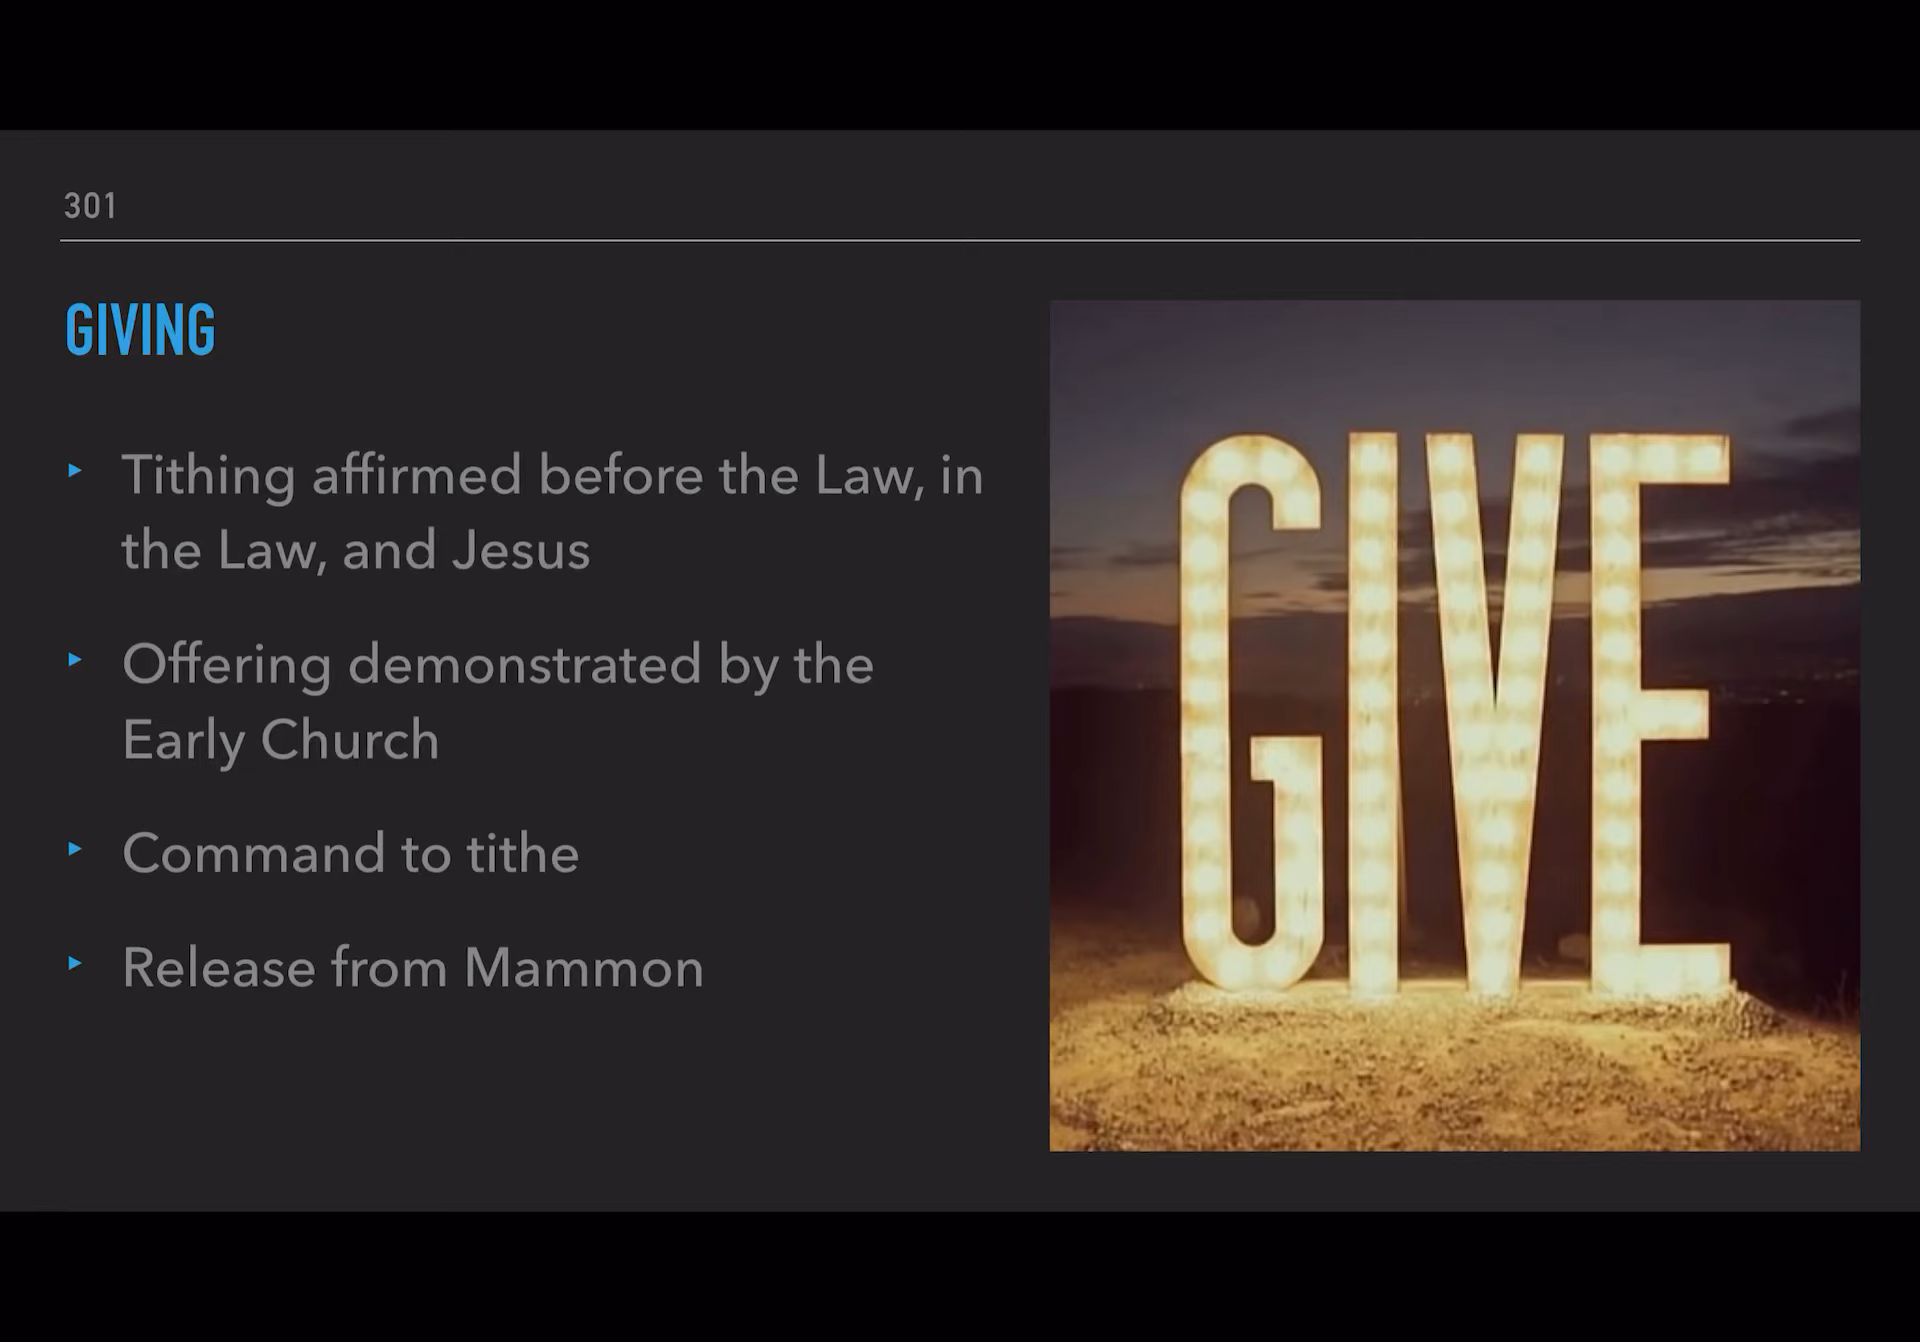 301
GIVING
Tithing affirmed before the Law, in
the Law, and Jesus
Offering demonstrated by the
Early Church
Command to tithe
Release from Mammon
GIVE